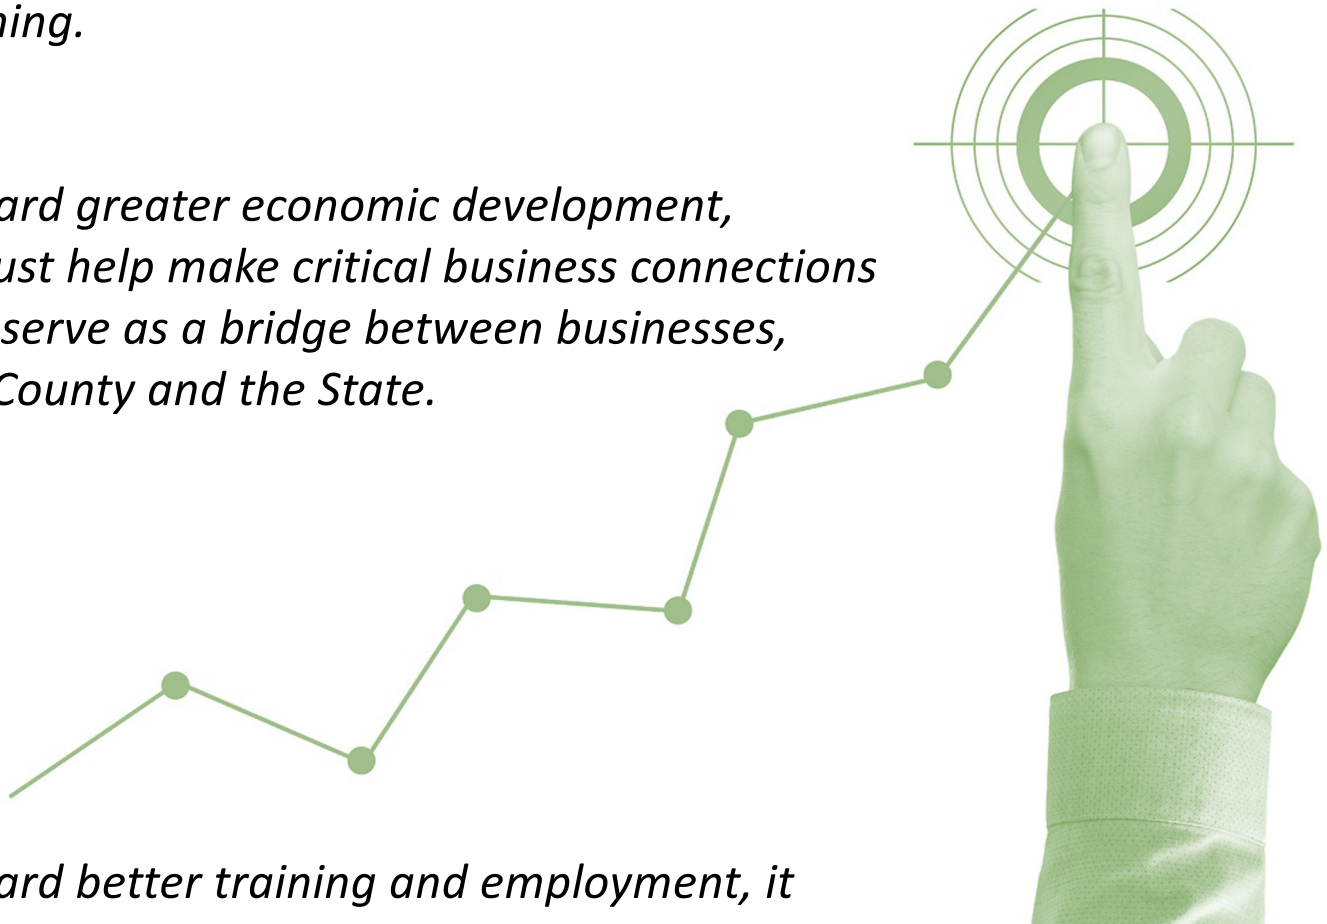 ning.
ard greater economic development,
ust help make critical business connections
serve as a bridge between businesses,
County and the State.
ard better training and employment, it